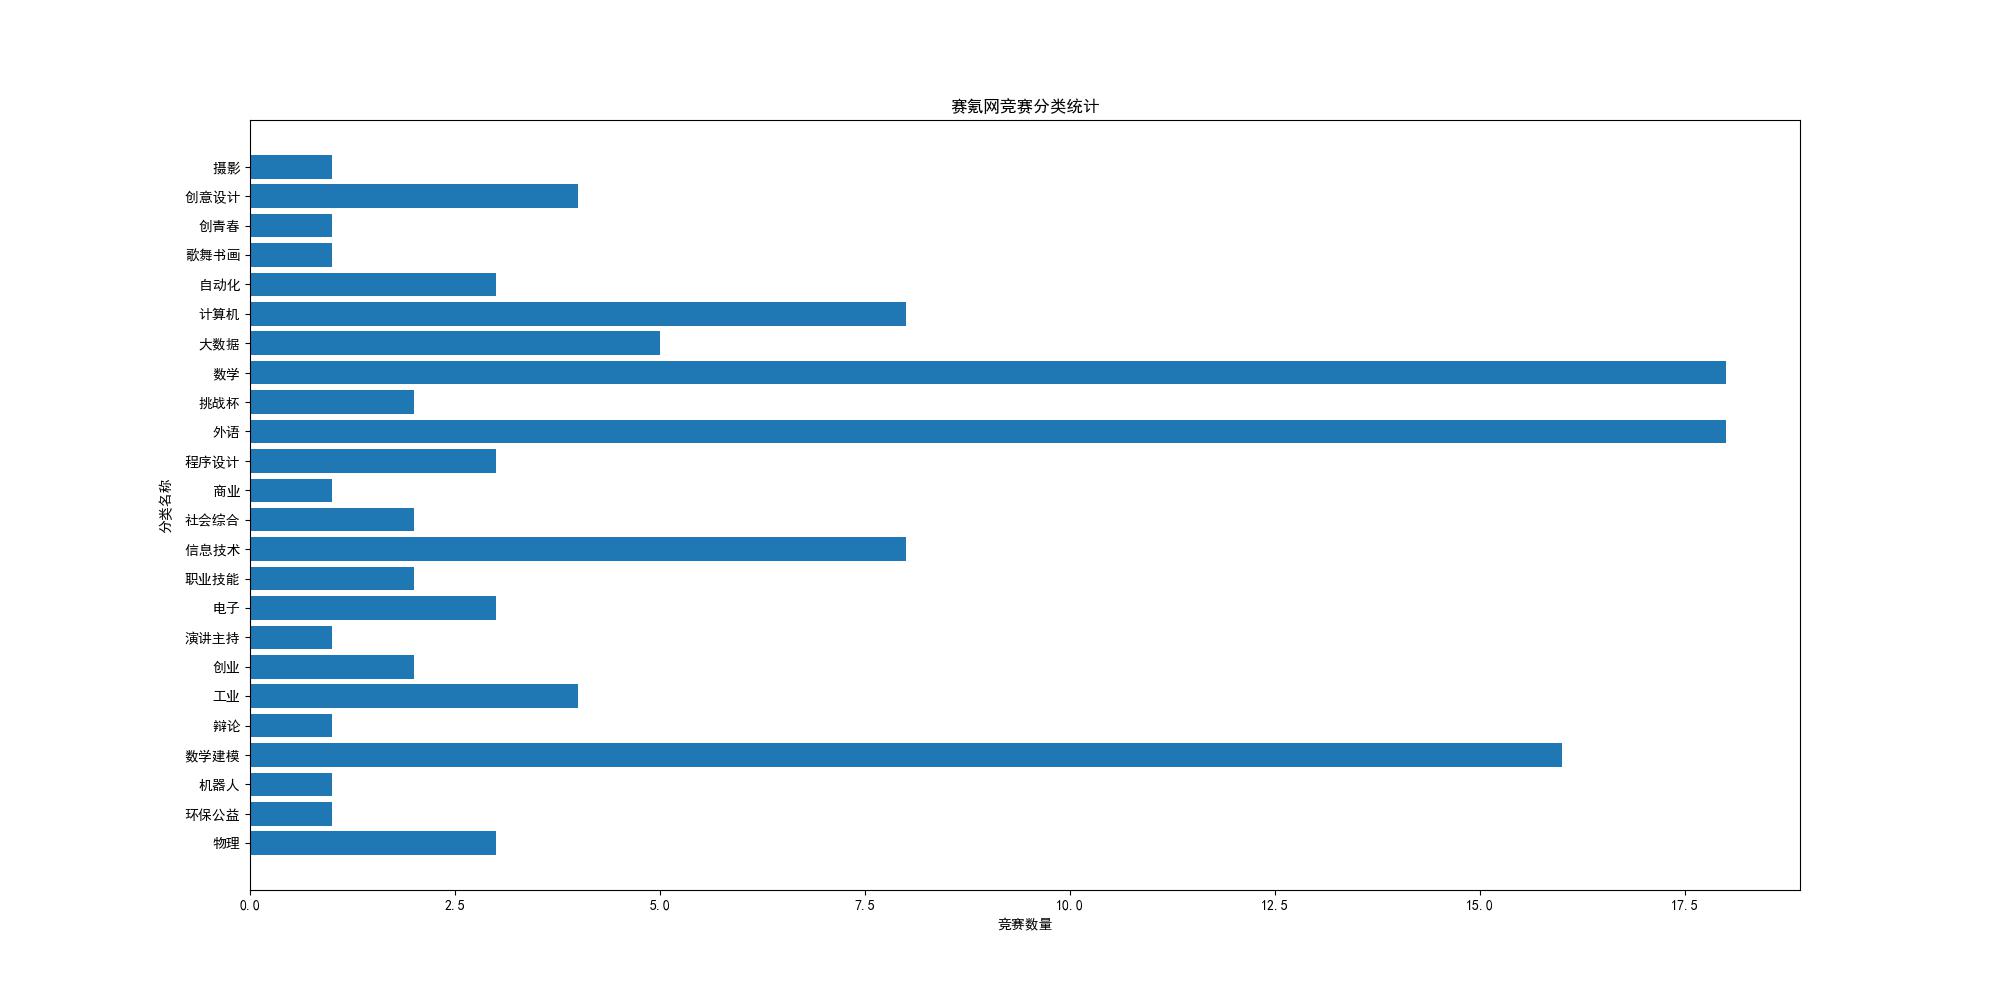 赛氪网竞赛分类统计
摄影
创意设计
创青春
歌舞书画
自动化
计算机
大数据
数学
挑战杯
外语
程序设计
商业
社会综合
信息技术
职业技能
电子
演讲主持
创业
工业
辩论
数学建模
机器人
环保公益
物理
分类名称
0.0 2.5 5.0 7.5 10.0 12.5 15.0 17.5
竞赛数量